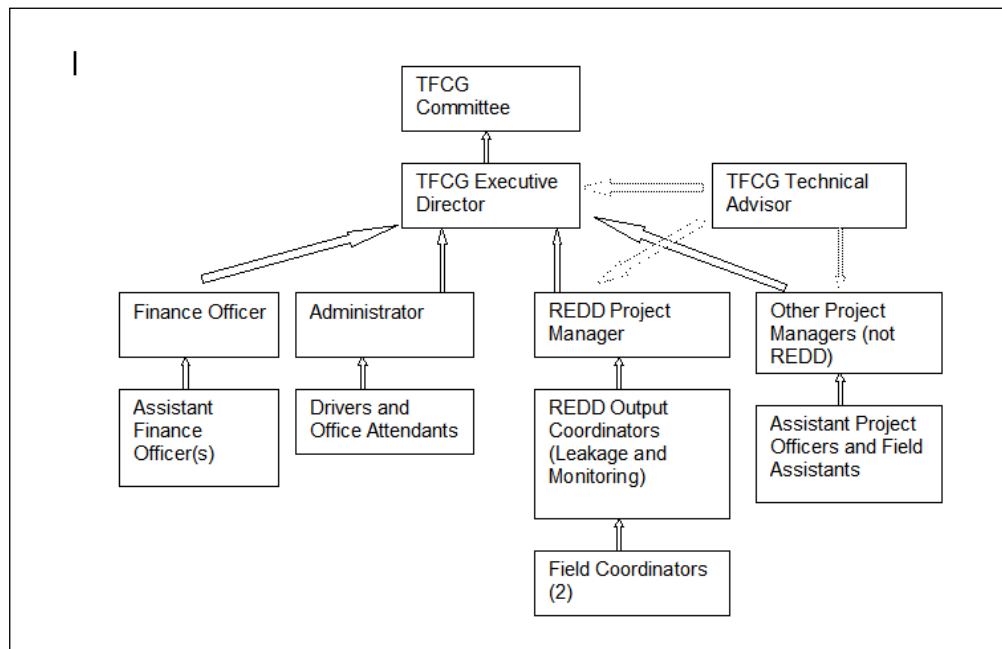 TFCG
Committee
TFCG Executive
Director
TFCG Technical
Advisor
Finance Officer
Administrator
REDD Project
Manager
Other Project
Managers (not
REDD)
Assistant
Finance
Officer(s)
Drivers and
Office Attendants
REDD Output
Coordinators
(Leakage and
Monitoring)
Assistant Project
Officers and Field
Assistants
Field Coordinators
(2)